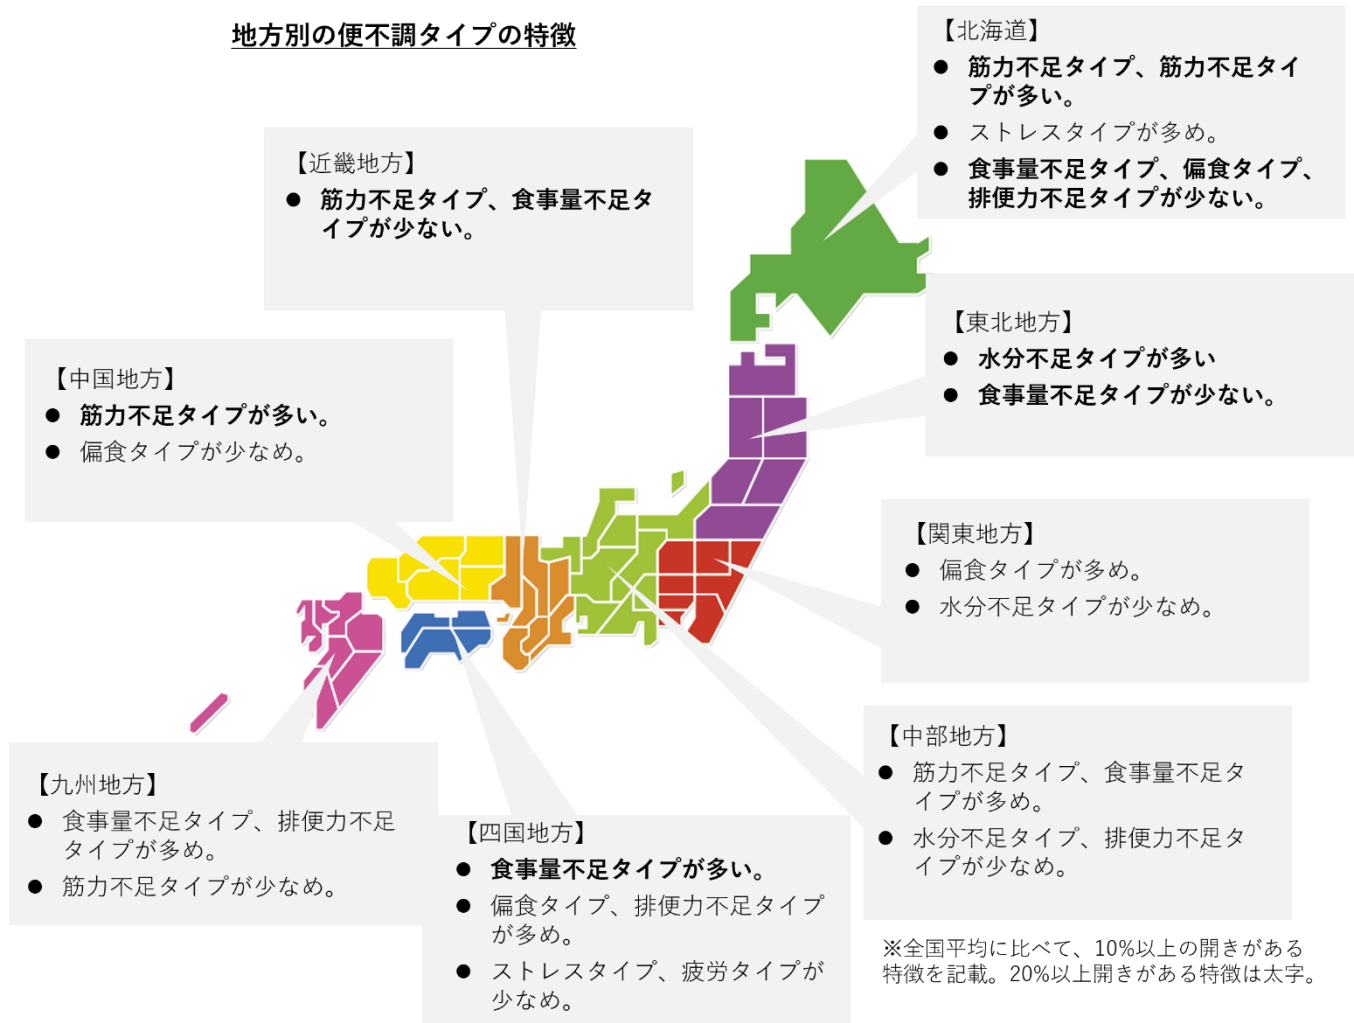 地方別の便不調タイプの特徴
【北海道】
● 筋力不足タイプ、筋力不足タイ
プが多い。
● ストレスタイプが多め。
● 食事量不足タイプ、偏食タイプ、
排便力不足タイプが少ない。
【近畿地方】
● 筋力不足タイプ、食事量不足タ
イプが少ない。
【東北地方】
● 水分不足タイプが多い
● 食事量不足タイプが少ない。
【中国地方】
● 筋力不足タイプが多い。
● 偏食タイプが少なめ。
【関東地方】
● 偏食タイプが多め。
● 水分不足タイプが少なめ。
【中部地方】
● 筋力不足タイプ、食事量不足タ
イプが多め。
● 水分不足タイプ、排便力不足タ
イプが少なめ。
【九州地方】
● 食事量不足タイプ、排便力不足
タイプが多め。
● 筋力不足タイプが少なめ。
【四国地方】
● 食事量不足タイプが多い。
● 偏食タイプ、排便力不足タイプ
が多め。
● ストレスタイプ、疲労タイプが
少なめ。
※全国平均に比べて、10%以上の開きがある
特徴を記載。20%以上開きがある特徴は太字。